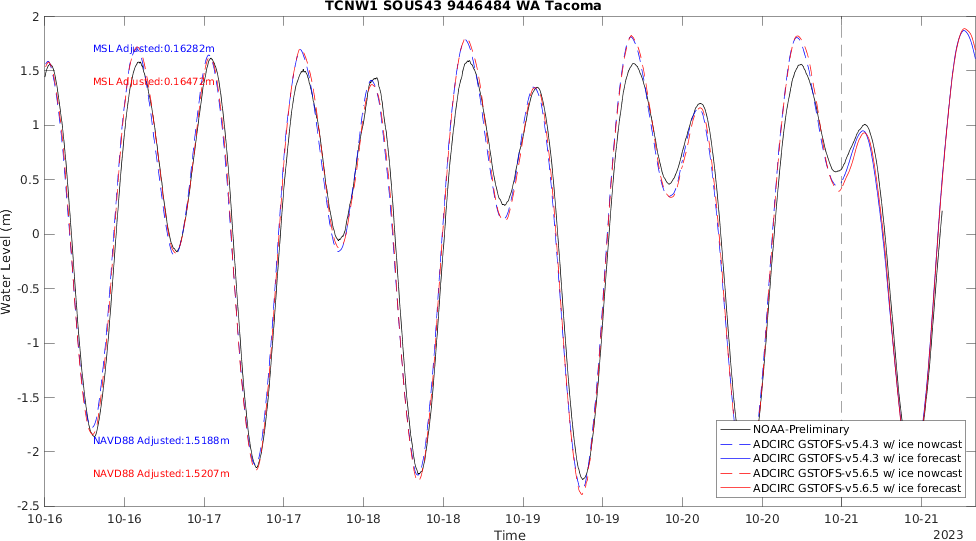 TCNW1 SOUS43 9446484 WA Tacoma
MSL Adjusted:0.16282m
MSL Adjusted:0.16472m
NAVD88 Adjusted:1.5188m
NAVD88 Adjusted:1.5207m
Water Level (m)
2
1.5
1
0.5
0
-0.5
-1
-1.5
-2
-2.5
NOAA-Preliminary
ADCIRC GSTOFS-v5.4.3 w/ ice nowcast
ADCIRC GSTOFS-v5.4.3 w/ ice forecast
ADCIRC GSTOFS-v5.6.5 w/ ice nowcast
ADCIRC GSTOFS-v5.6.5 w/ ice forecast
10-16 10-16 10-17 10-17 10-18 10-18 10-19 10-19 10-20 10-20 10-21 10-21
Time
2023